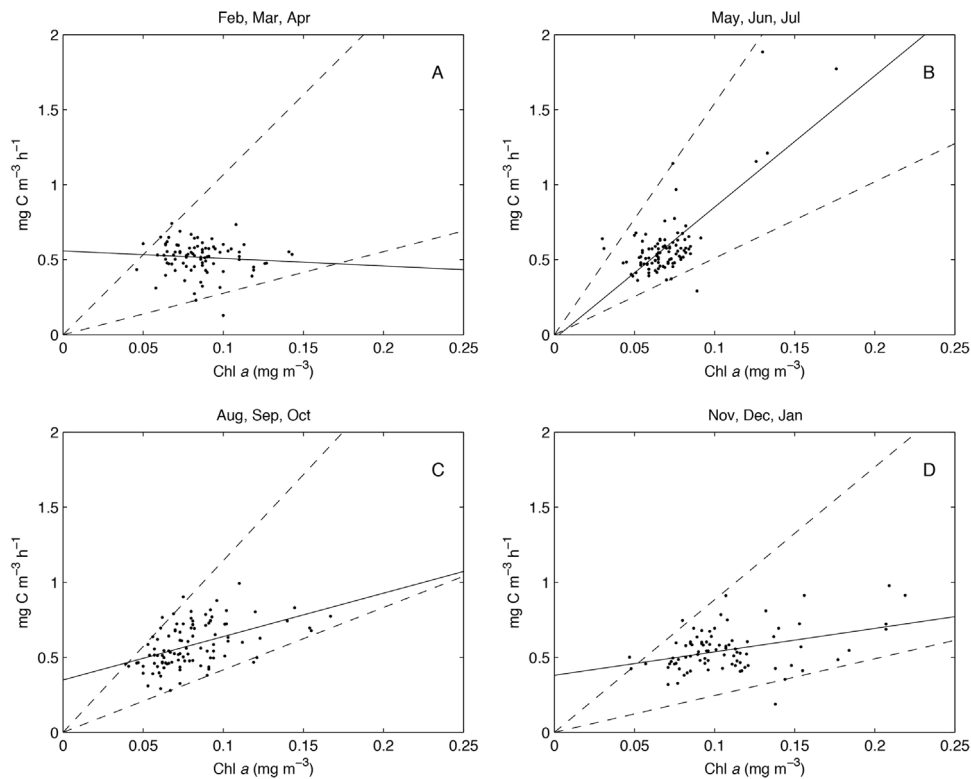 Feb, Mar, Apr
A
mg C m⁻³ h⁻¹
2
1.5
1
0.5
0
0 0.05 0.1 0.15 0.2 0.25
Chl a (mg m⁻³)
May, Jun, Jul
B
mg C m⁻³ h⁻¹
2
1.5
1
0.5
0
0 0.05 0.1 0.15 0.2 0.25
Chl a (mg m⁻³)
Aug, Sep, Oct
C
mg C m⁻³ h⁻¹
2
1.5
1
0.5
0
0 0.05 0.1 0.15 0.2 0.25
Chl a (mg m⁻³)
Nov, Dec, Jan
D
mg C m⁻³ h⁻¹
2
1.5
1
0.5
0
0 0.05 0.1 0.15 0.2 0.25
Chl a (mg m⁻³)